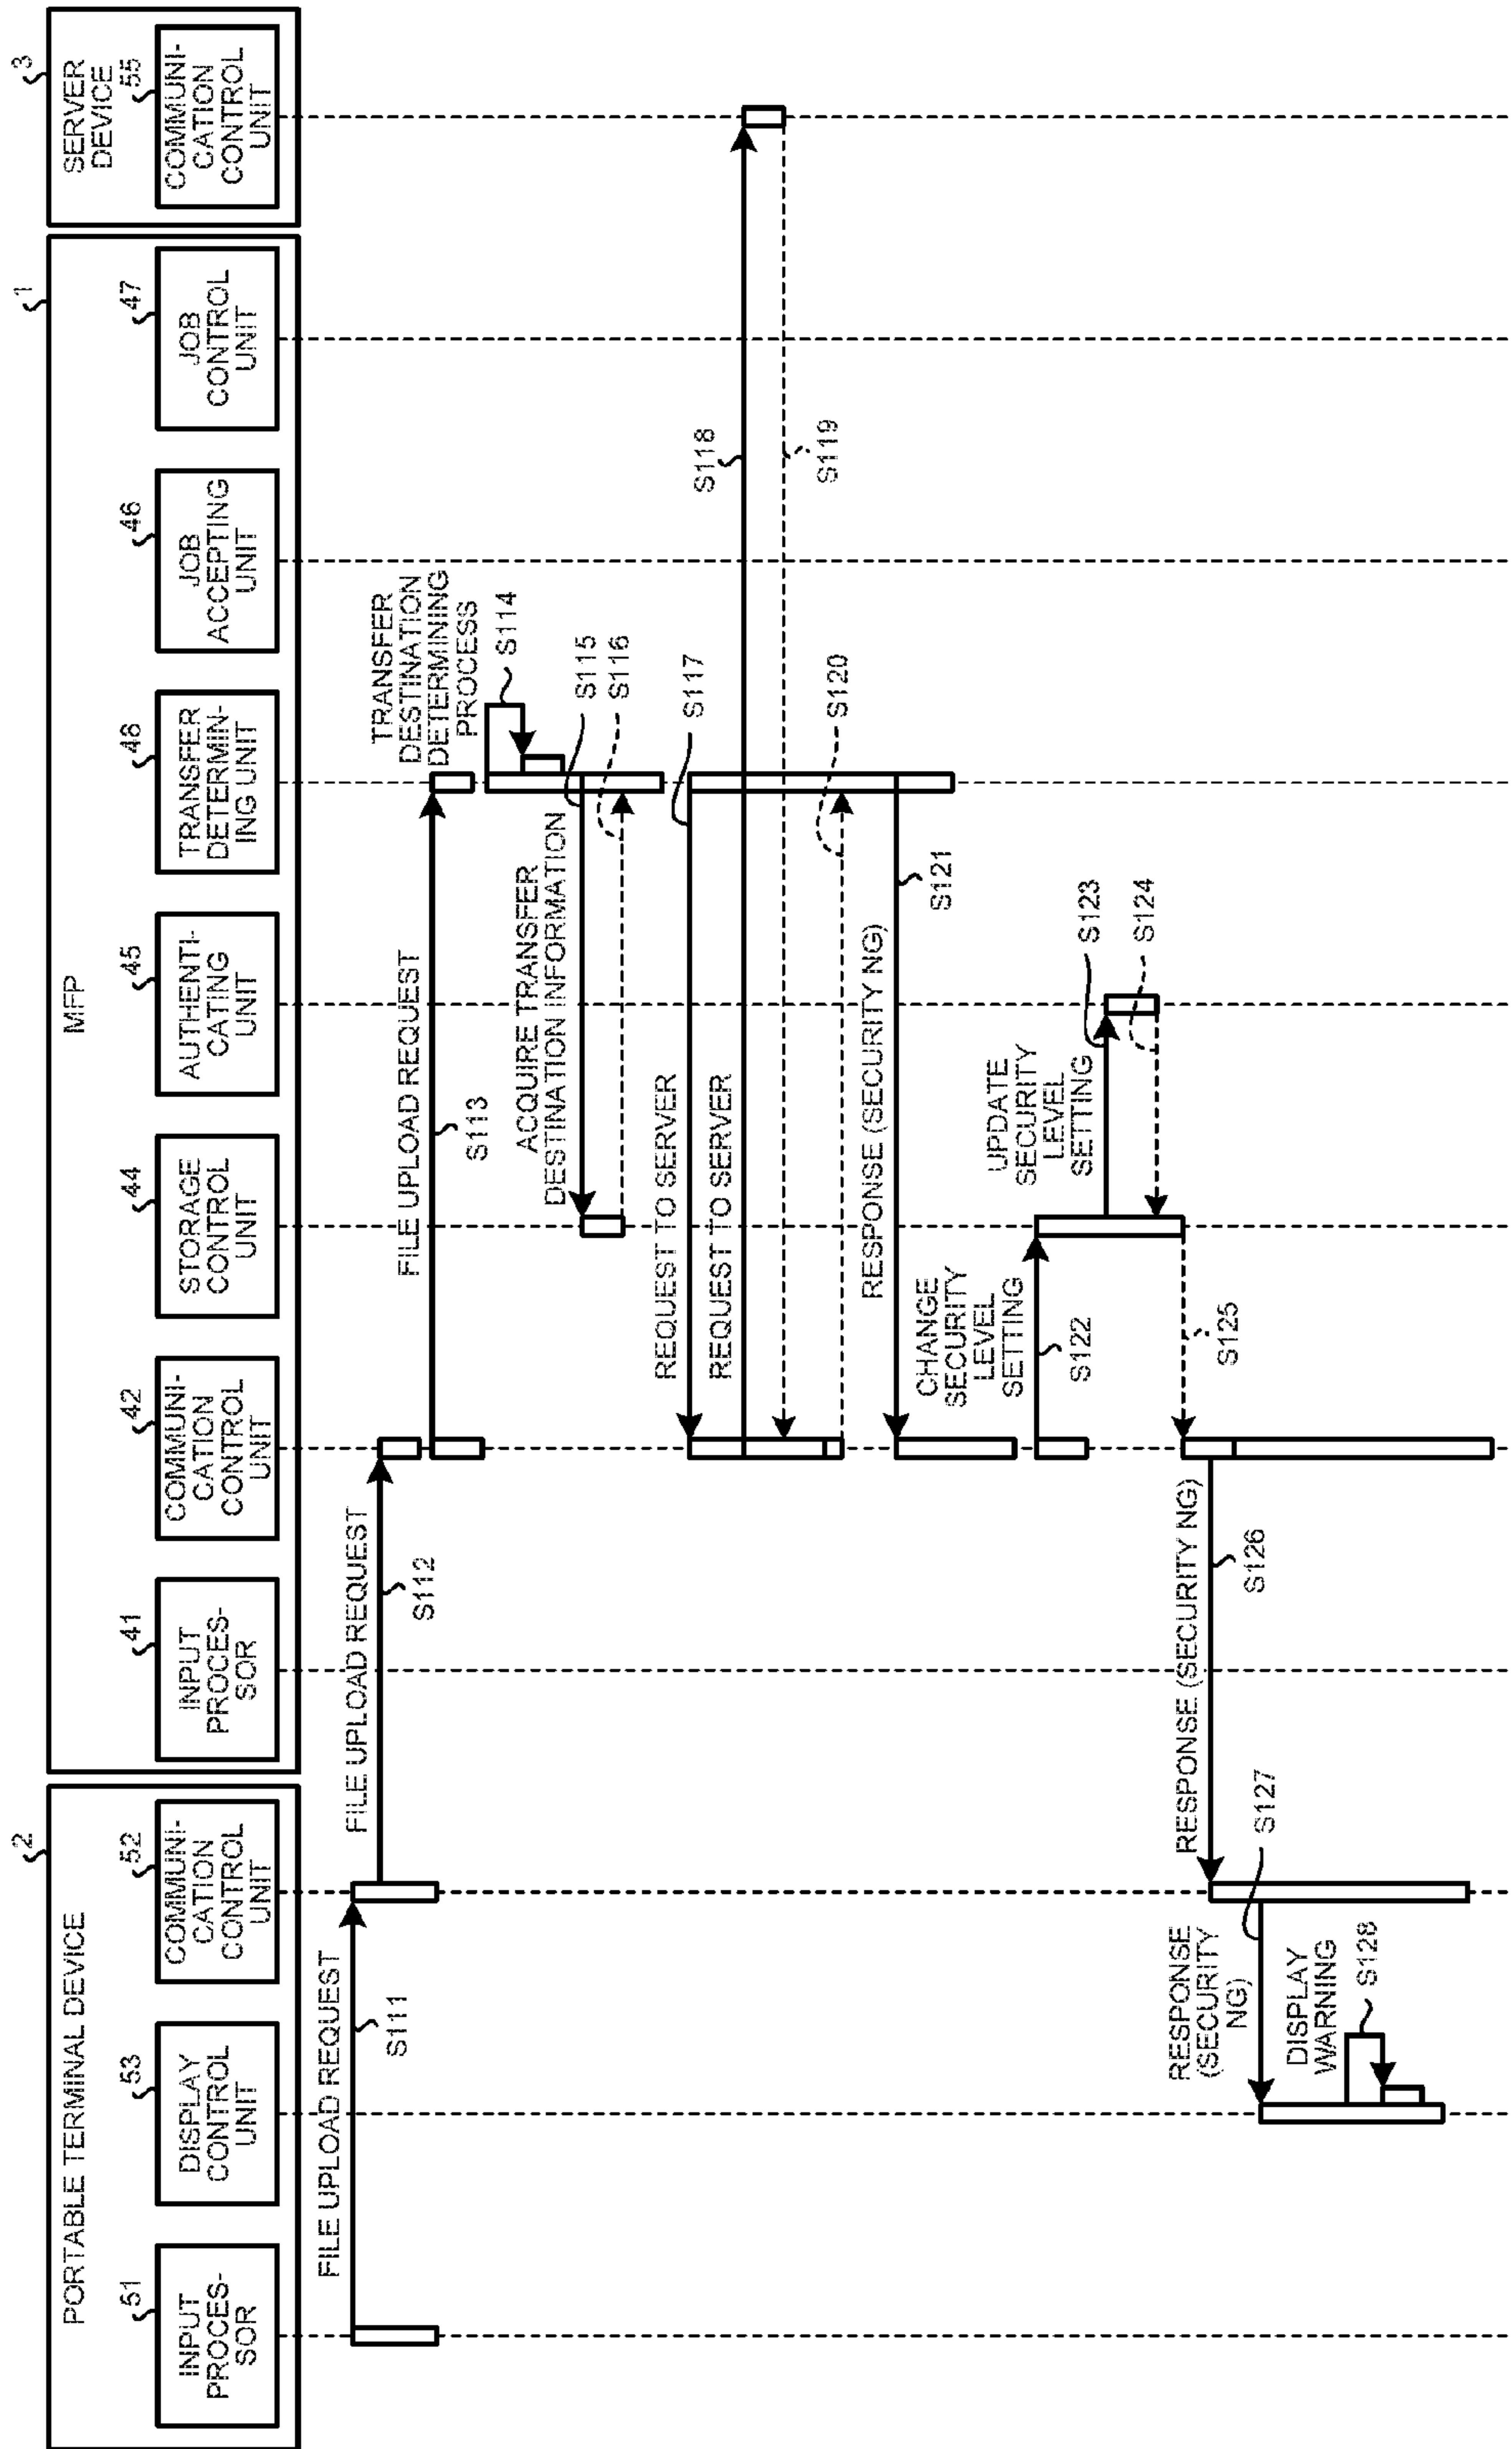 PORTABLE TERMINAL DEVICE
2
51
INPUT
PROCES-
SOR
53
DISPLAY
CONTROL
UNIT
52
COMMUNI-
CATION
CONTROL
UNIT
MFP
1
41
INPUT
PROCES-
SOR
42
COMMUNI-
CATION
CONTROL
UNIT
44
STORAGE
CONTROL
UNIT
45
AUTHENTI-
CATING
UNIT
48
TRANSFER
DETERMIN-
ING UNIT
46
JOB
ACCEPTING
UNIT
47
JOB
CONTROL
UNIT
3
SERVER
DEVICE
55
COMMUNI-
CATION
CONTROL
UNIT
FILE UPLOAD REQUEST
S111
FILE UPLOAD REQUEST
S112
FILE UPLOAD REQUEST
S113
TRANSFER
DESTINATION
DETERMINING
PROCESS
S114
ACQUIRE TRANSFER
DESTINATION INFORMATION
S115
S116
REQUEST TO SERVER
S117
REQUEST TO SERVER
S118
S119
S120
RESPONSE (SECURITY NG)
S121
CHANGE
SECURITY
LEVEL
SETTING
S122
UPDATE
SECURITY
LEVEL
SETTING
S123
S124
S125
RESPONSE (SECURITY NG)
S126
RESPONSE
(SECURITY
NG)
S127
DISPLAY
WARNING
S128